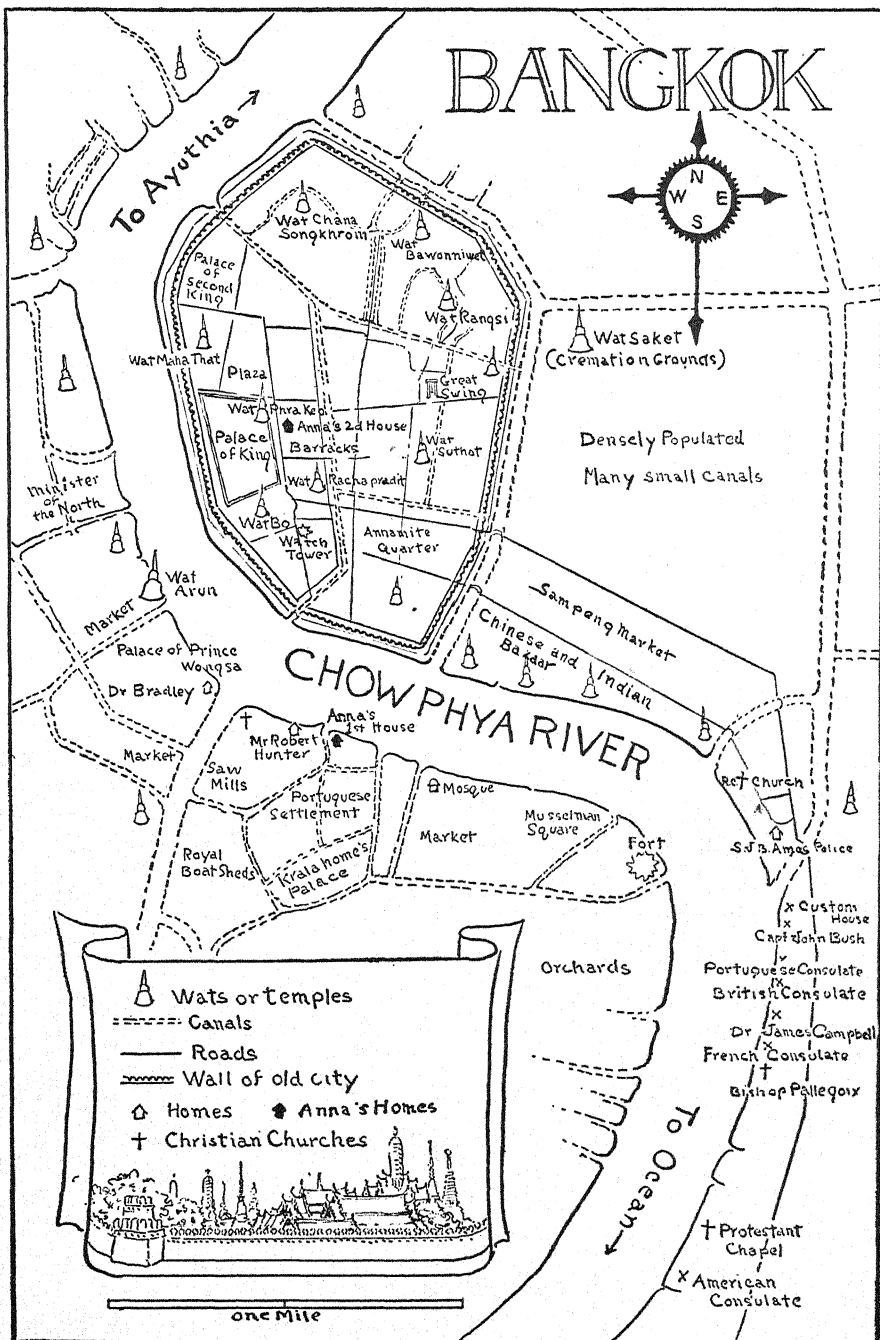 BANGKOK
N
W E
S
To Ayuthia
Wat Chana
Songkhrom
Wat
Bawonniwet
Palace
of
Second
King
Wat Rangsi
Wat Saket
(Cremation Grounds)
Wat Maha That
Plaza
Great
Swing
Wat Phra Keo
Anna's 2d House
Palace
of King
Barracks
Wat
Suthat
Densely Populated
Many small canals
Wat Rachapradit
Minister
of
the North
Wat Bo
Watch
Tower
Annamite
Quarter
Wat
Arun
Market
Sampeng Market
Chinese and Indian
Bazaar
Palace of Prince
Wongsa
Dr Bradley
CHOW PHYA RIVER
Anna's
1st House
Mr Robert
Hunter
Market
Saw
Mills
R.C. Church
Mosque
Portuguese
Settlement
Market
Musselman
Square
Fort
S.J.B. Ames Police
Royal
Boat Sheds
Kralahome's
Palace
Custom
House
Capt John Bush
Orchards
Portuguese Consulate
British Consulate
Dr James Campbell
French Consulate
Bishop Pallegoix
To Ocean
Protestant
Chapel
American
Consulate
Wats or temples
Canals
Roads
Wall of old city
Homes Anna's Homes
Christian Churches
one Mile